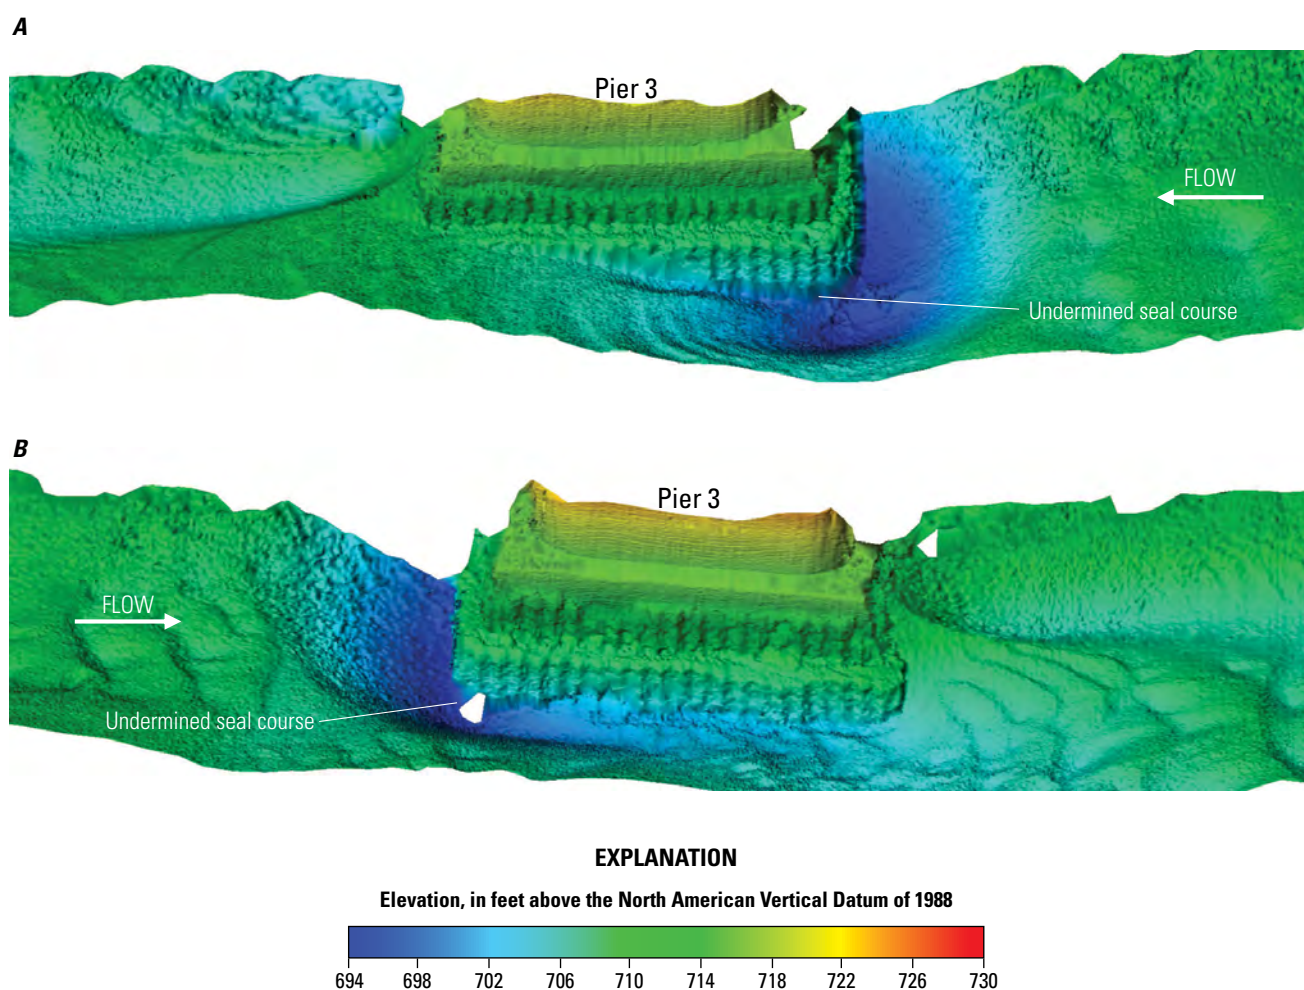 A
Pier 3
FLOW
Undermined seal course
B
Pier 3
FLOW
Undermined seal course
EXPLANATION
Elevation, in feet above the North American Vertical Datum of 1988
694 698 702 706 710 714 718 722 726 730